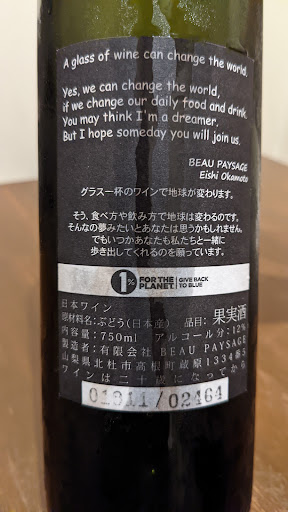 A glass of wine can change the world.
Yes, we can change the world,
if we change our daily food and drink.
You may think I'm a dreamer,
But I hope someday you will join us.
BEAU PAYSAGE
Eishi Okamoto
グラス一杯のワインで地球が変わります。
そう、食べ方や飲み方で地球は変わるのです。
そんなの夢みたいとあなたは思うかもしれません。
でもいつかあなたも私たちと一緒に
歩き出してくれるのを願っています。
1% FOR THE PLANET® GIVE BACK TO BLUE
日本ワイン
原材料名:ぶどう(日本産) 品目: 果実酒
内容量:750ml アルコール分:12%
製造者:有限会社 BEAU PAYSAGE
山梨県北杜市高根町蔵原1334番5
ワインは二十歳になってから
01811/02464